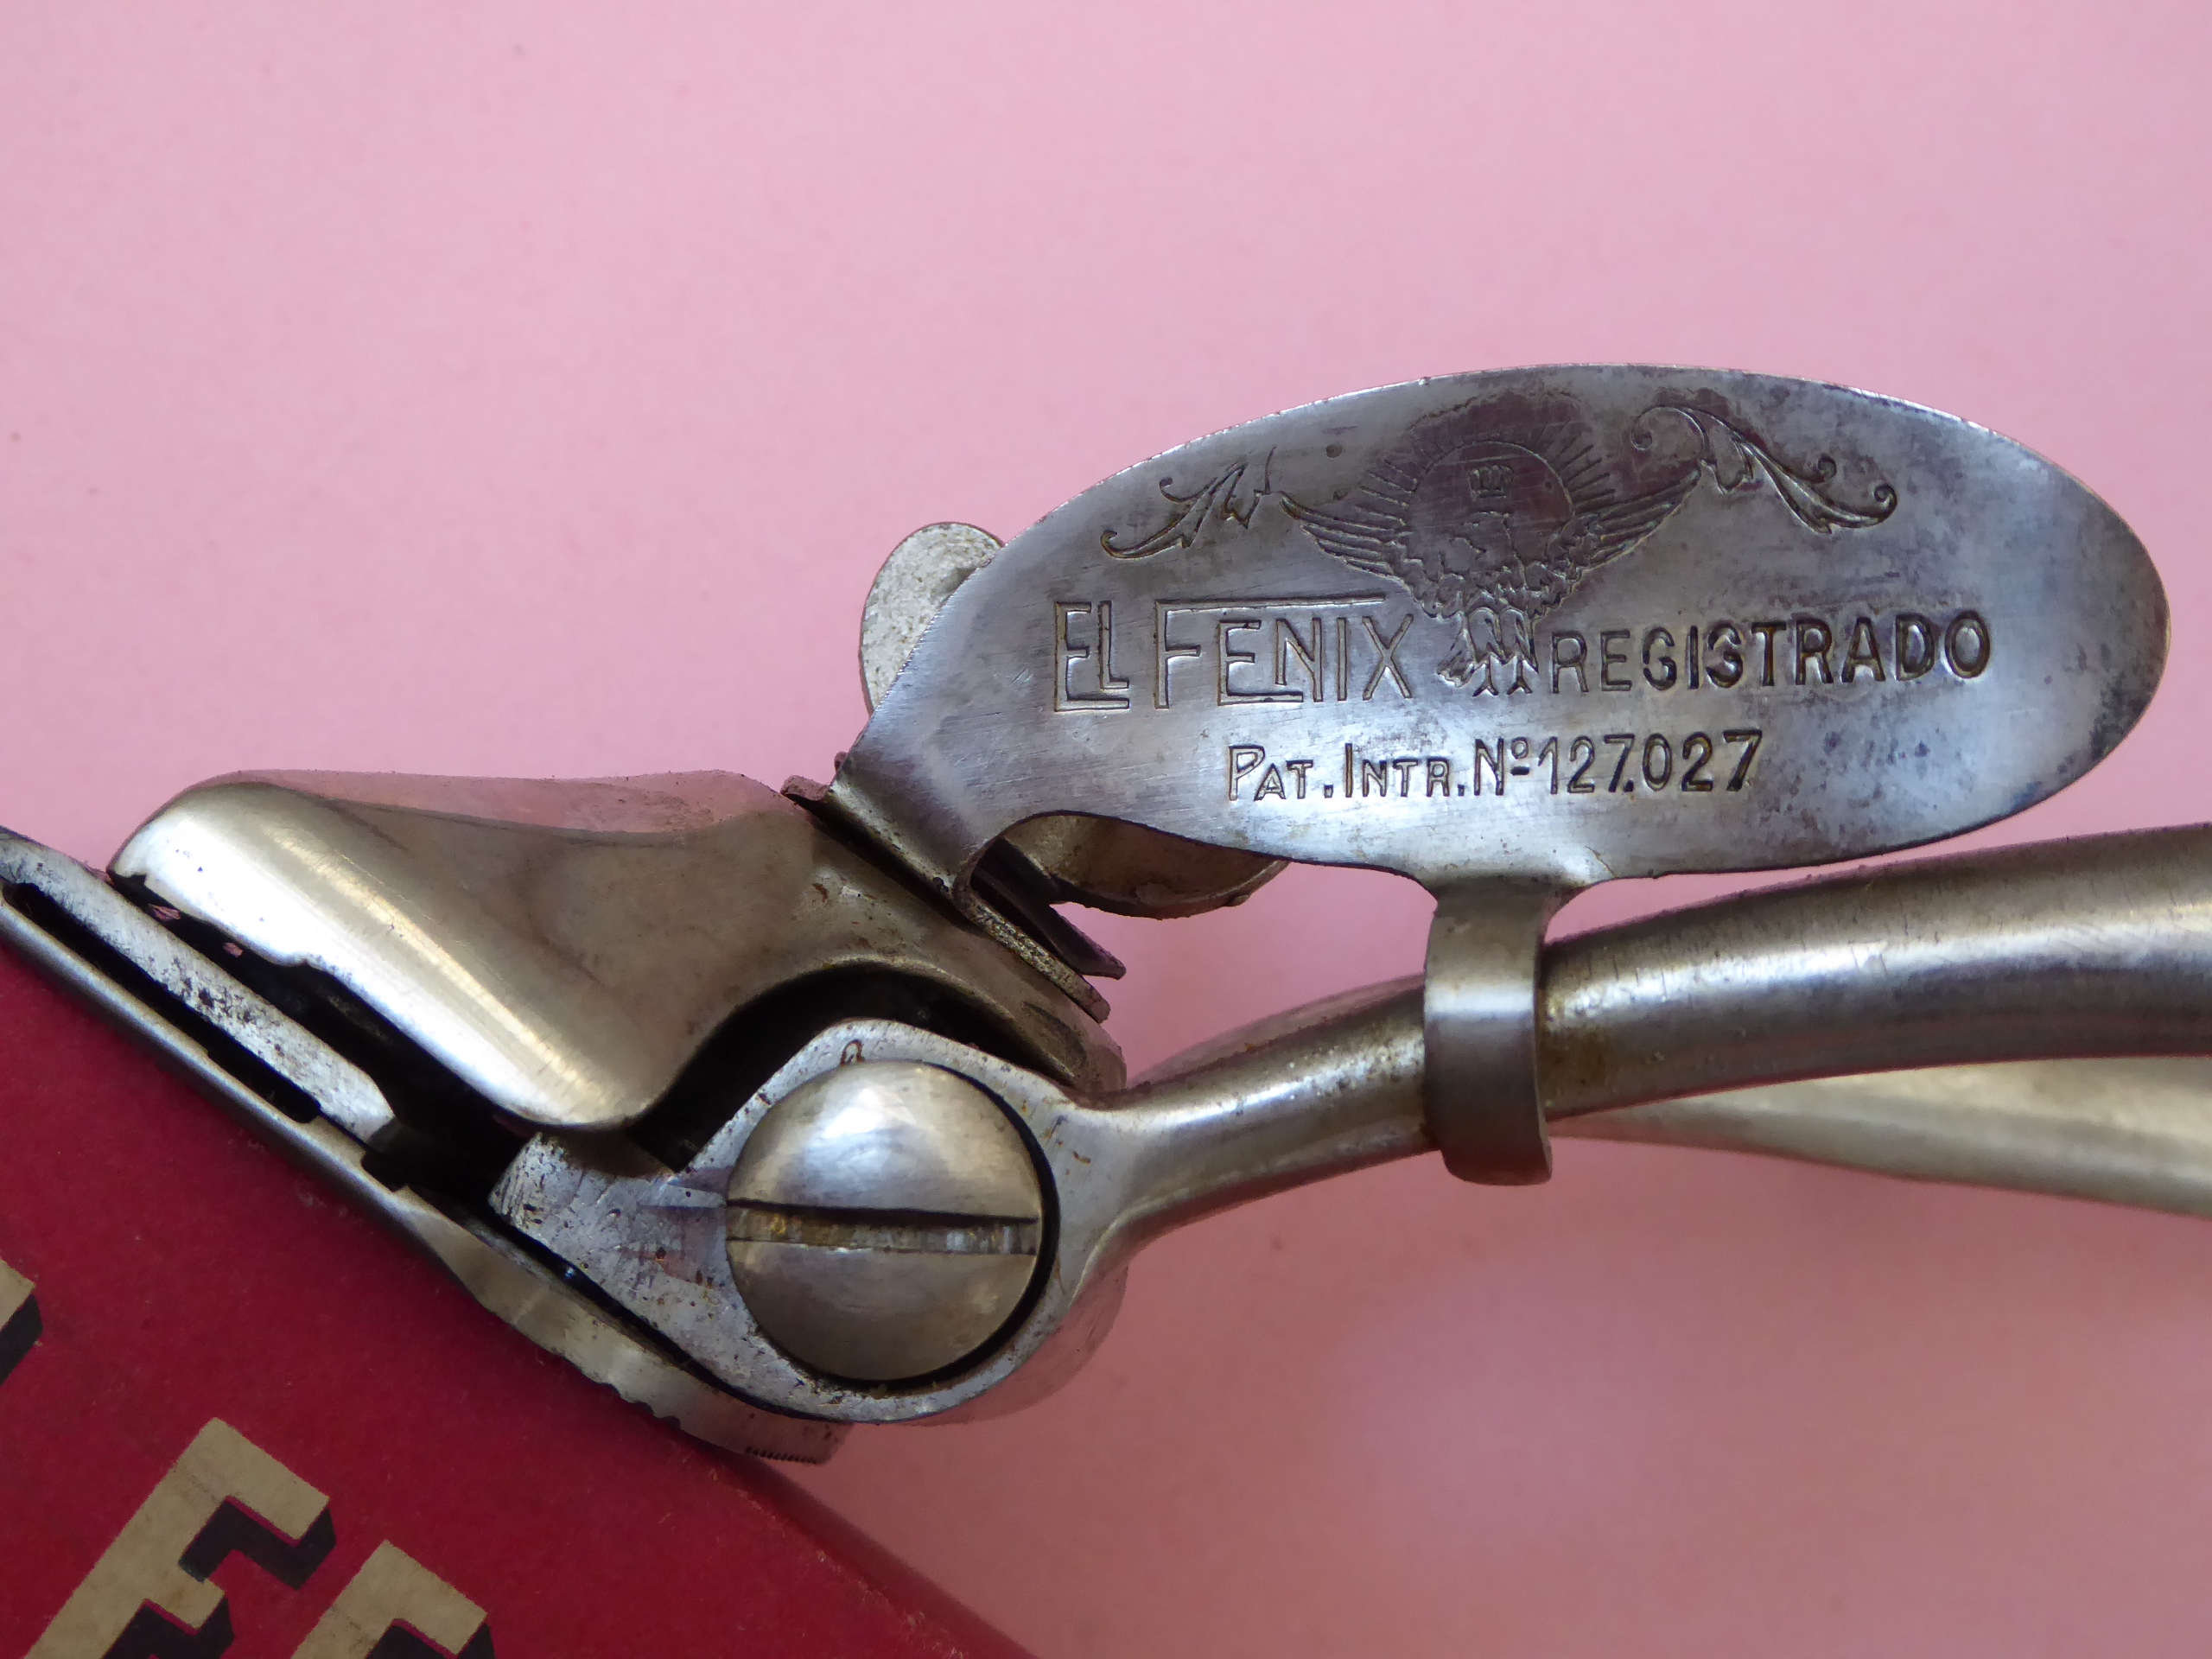 EL FENIX REGISTRADO
PAT. INTR. Nº 127.027